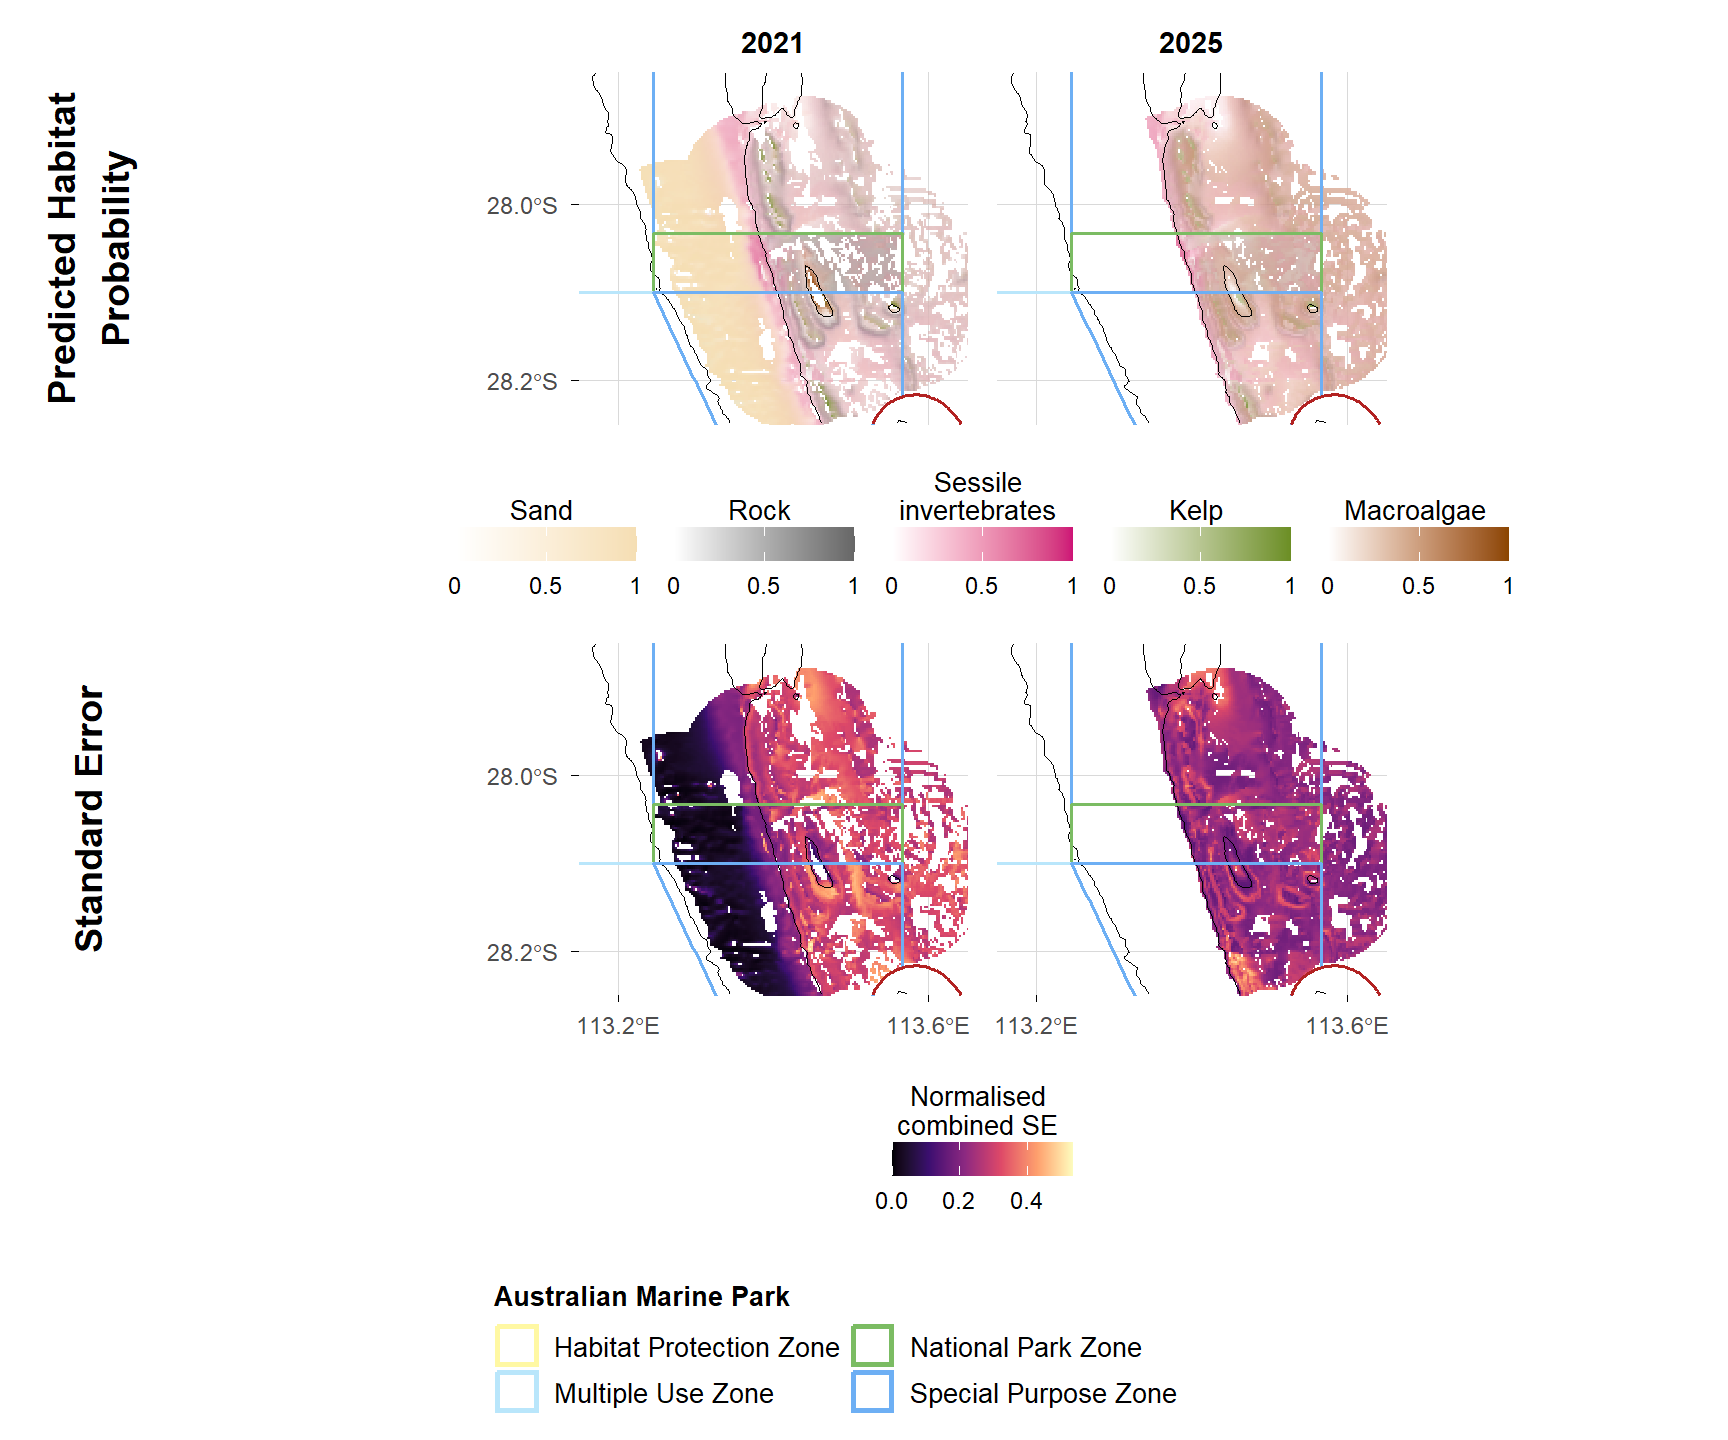 2021 2025
Predicted Habitat
Probability
28.0°S
28.2°S
Sand Rock Sessile
invertebrates Kelp Macroalgae
0 0.5 1 0 0.5 1 0 0.5 1 0 0.5 1 0 0.5 1
Standard Error
28.0°S
28.2°S
113.2°E 113.6°E 113.2°E 113.6°E
Normalised
combined SE
0.0 0.2 0.4
Australian Marine Park
Habitat Protection Zone National Park Zone
Multiple Use Zone Special Purpose Zone